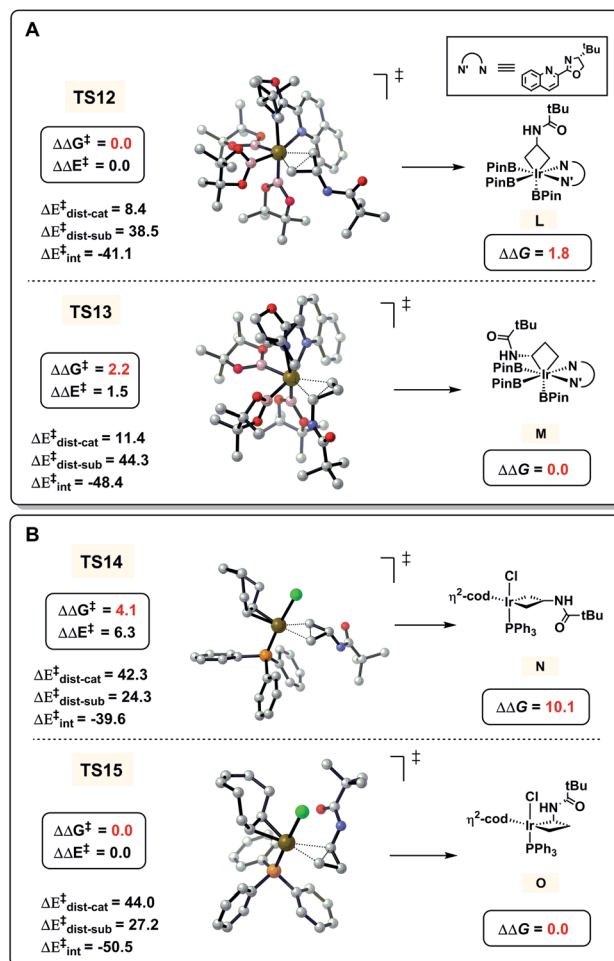 A
TS12
ΔΔG‡ = 0.0
ΔΔE‡ = 0.0
ΔE‡dist-cat = 8.4
ΔE‡dist-sub = 38.5
ΔE‡int = -41.1
‡
N' N ≡ N N O tBu
tBu
HN O
PinB Ir N
PinB N'
BPin
L
ΔΔG = 1.8
TS13
ΔΔG‡ = 2.2
ΔΔE‡ = 1.5
ΔE‡dist-cat = 11.4
ΔE‡dist-sub = 44.3
ΔE‡int = -48.4
‡
tBu
O
HN
PinB Ir N
PinB N'
BPin
M
ΔΔG = 0.0
B
TS14
ΔΔG‡ = 4.1
ΔΔE‡ = 6.3
ΔE‡dist-cat = 42.3
ΔE‡dist-sub = 24.3
ΔE‡int = -39.6
‡
Cl
η²-cod Ir HN
PPh3 O tBu
N
ΔΔG = 10.1
TS15
ΔΔG‡ = 0.0
ΔΔE‡ = 0.0
ΔE‡dist-cat = 44.0
ΔE‡dist-sub = 27.2
ΔE‡int = -50.5
‡
tBu
Cl HN O
η²-cod Ir
PPh3
O
ΔΔG = 0.0